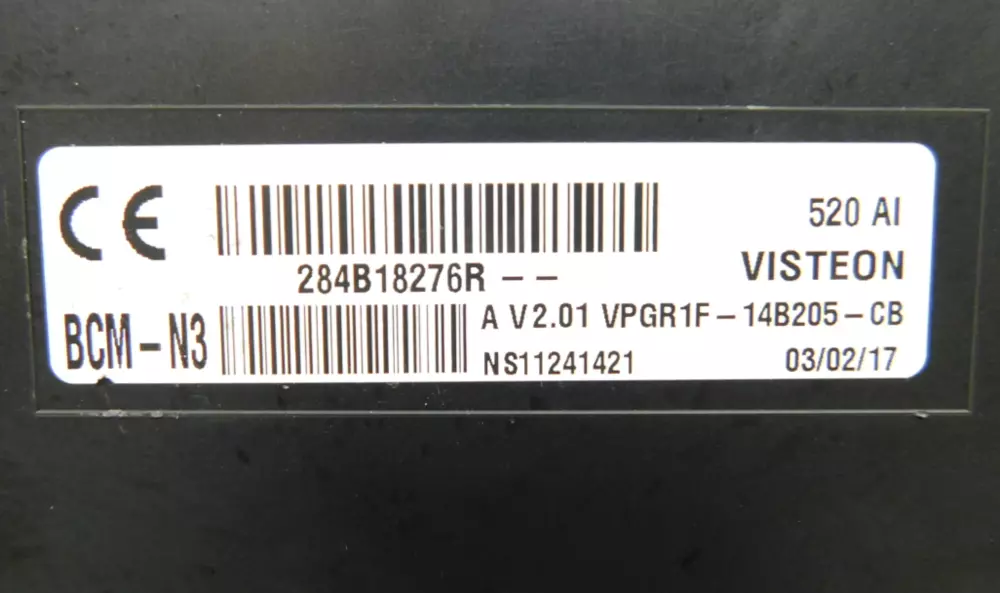 CE
520 AI
284B18276R - -
VISTEON
BCM-N3
A V2.01 VPGR1F-14B205-CB
NS11241421
03/02/17